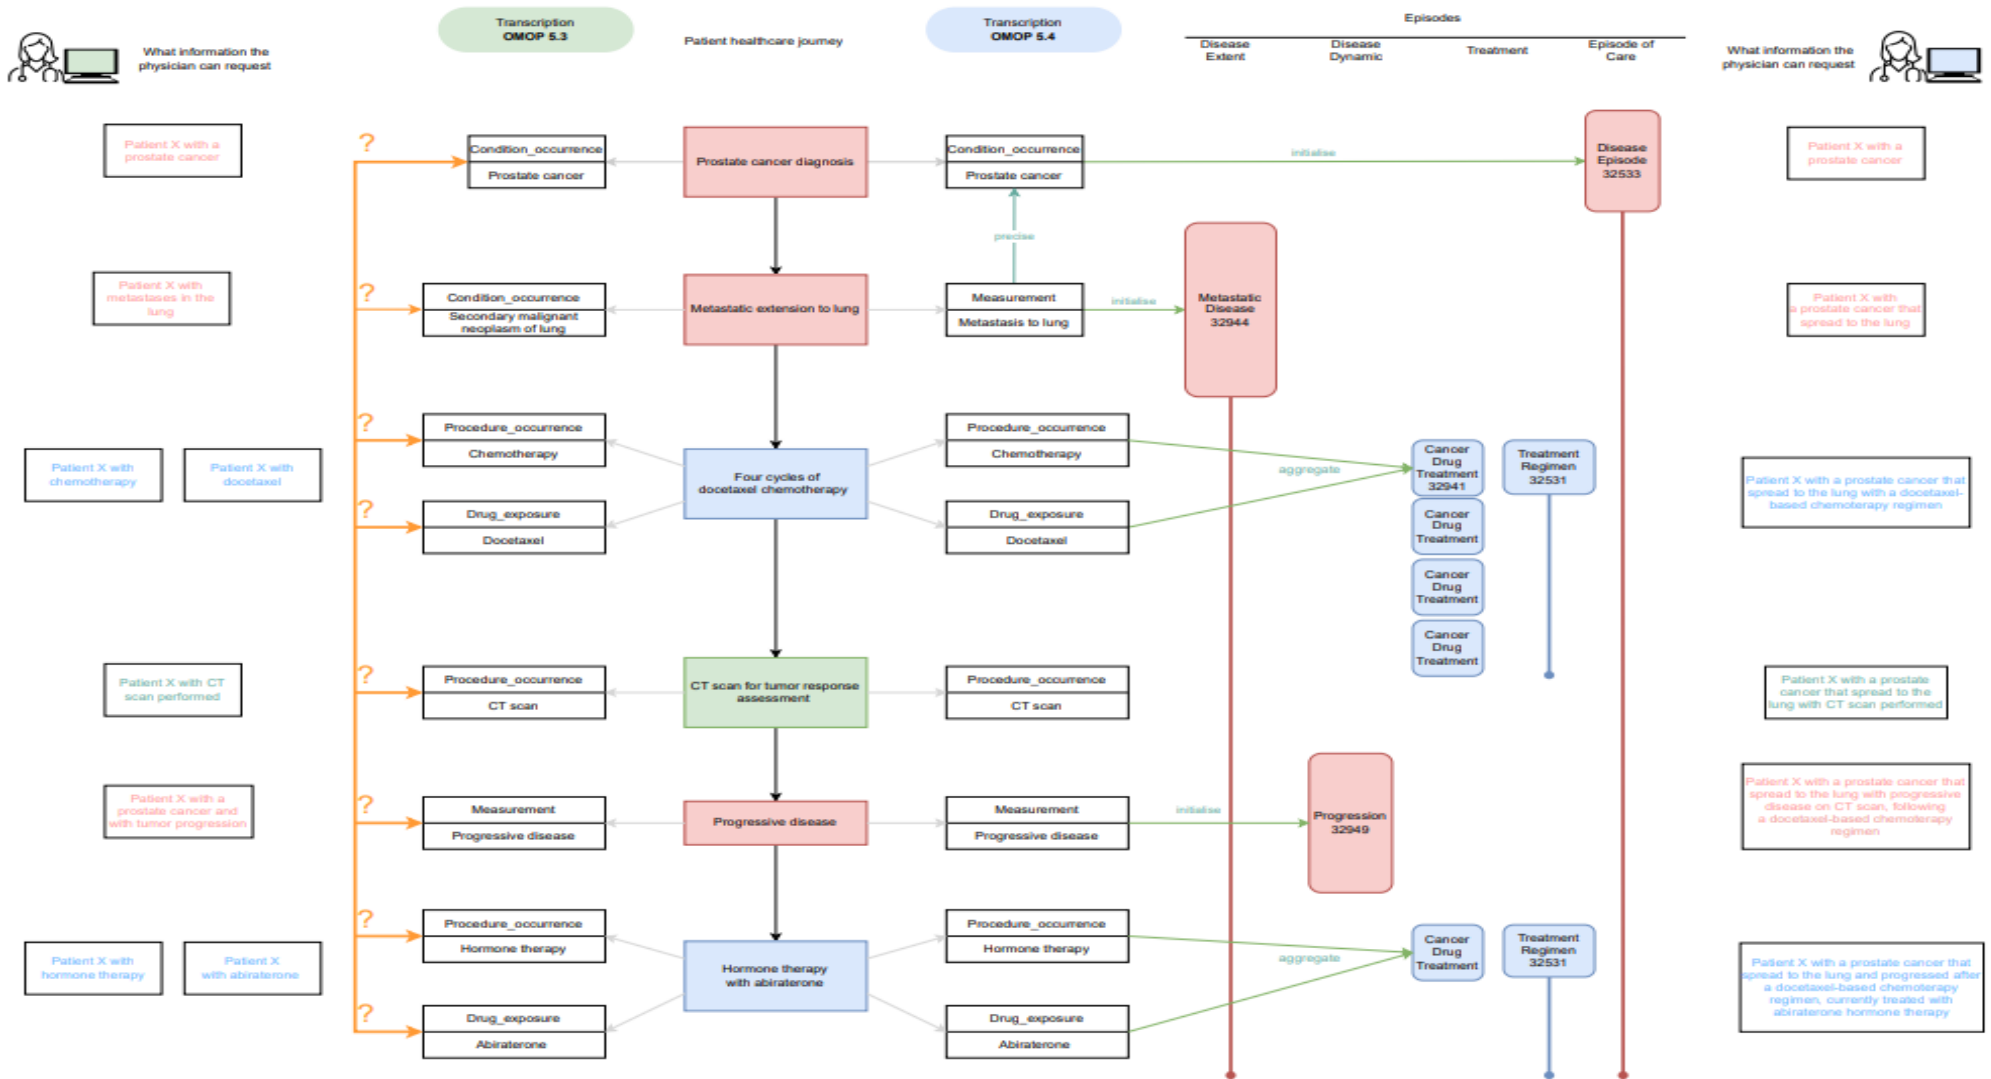 Transcription
OMOP 5.3
Transcription
OMOP 5.4
Patient healthcare journey
Episodes
Disease
Extent
Disease
Dynamic
Treatment
Episode of
Care
What information the
physician can request
What information the
physician can request
Patient X with a
prostate cancer
?
Condition_occurrence
Prostate cancer
Prostate cancer diagnosis
Condition_occurrence
Prostate cancer
initialise
Disease
Episode
32533
Patient X with a
prostate cancer
precise
Patient X with
metastases in the
lung
?
Condition_occurrence
Secondary malignant
neoplasm of lung
Metastatic extension to lung
Measurement
Metastasis to lung
initialise
Metastatic
Disease
32944
Patient X with
a prostate cancer that
spread to the lung
Patient X with
chemotherapy
Patient X with
docetaxel
?
Procedure_occurrence
Chemotherapy
?
Drug_exposure
Docetaxel
Four cycles of
docetaxel chemotherapy
Procedure_occurrence
Chemotherapy
Drug_exposure
Docetaxel
aggregate
Cancer
Drug
Treatment
32941
Cancer
Drug
Treatment
Cancer
Drug
Treatment
Cancer
Drug
Treatment
Treatment
Regimen
32531
Patient X with a prostate cancer that
spread to the lung with a docetaxel-
based chemoterapy regimen
Patient X with CT
scan performed
?
Procedure_occurrence
CT scan
CT scan for tumor response
assessment
Procedure_occurrence
CT scan
Patient X with a prostate
cancer that spread to the
lung with CT scan performed
Patient X with a
prostate cancer and
with tumor progression
?
Measurement
Progressive disease
Progressive disease
Measurement
Progressive disease
initialise
Progression
32949
Patient X with a prostate cancer that
spread to the lung with progressive
disease on CT scan, following
a docetaxel-based chemoterapy
regimen
Patient X with
hormone therapy
Patient X
with abiraterone
?
Procedure_occurrence
Hormone therapy
?
Drug_exposure
Abiraterone
Hormone therapy
with abiraterone
Procedure_occurrence
Hormone therapy
Drug_exposure
Abiraterone
aggregate
Cancer
Drug
Treatment
Treatment
Regimen
32531
Patient X with a prostate cancer that
spread to the lung and progressed after
a docetaxel-based chemoterapy
regimen, currently treated with
abiraterone hormone therapy